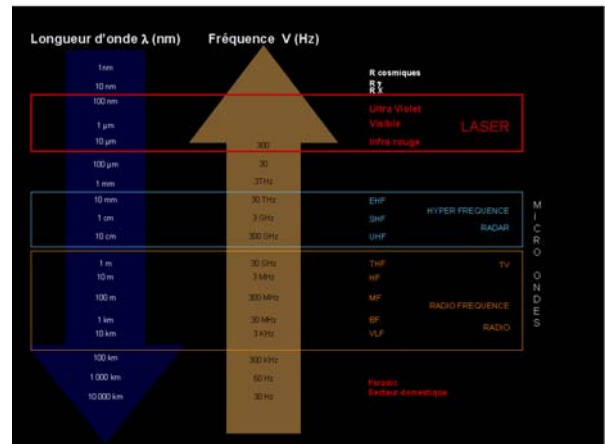 Longueur d'onde λ (nm) Fréquence V (Hz)
1nm
R cosmiques
10 nm
R γ
R X
100 nm
Ultra Violet
1 µm
Visible
LASER
10 µm
300
Infra rouge
100 µm
30
1 mm
3THz
10 mm
30 THz
EHF
HYPER FREQUENCE
1 cm
3 GHz
SHF
RADAR
10 cm
300 GHz
UHF
1 m
30 GHz
THF
TV
10 m
3 MHz
HF
100 m
300 MHz
MF
RADIO FREQUENCE
1 km
30 MHz
BF
RADIO
10 km
3 KHz
VLF
MICRO ONDES
100 km
300 KHz
1 000 km
60 Hz
Faradic
Secteur domestique
10 000 km
30 Hz